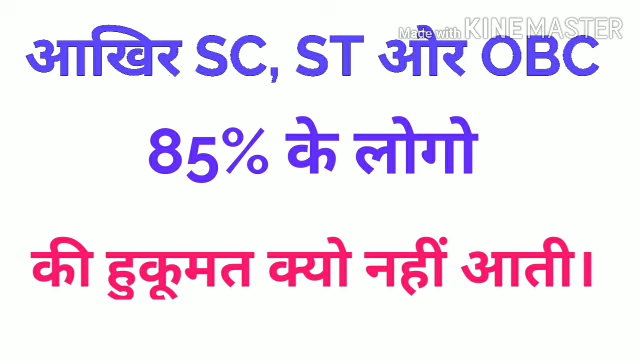 Made with KINEMASTER
आखिर SC, ST और OBC
85% के लोगो
की हुकूमत क्यो नहीं आती।